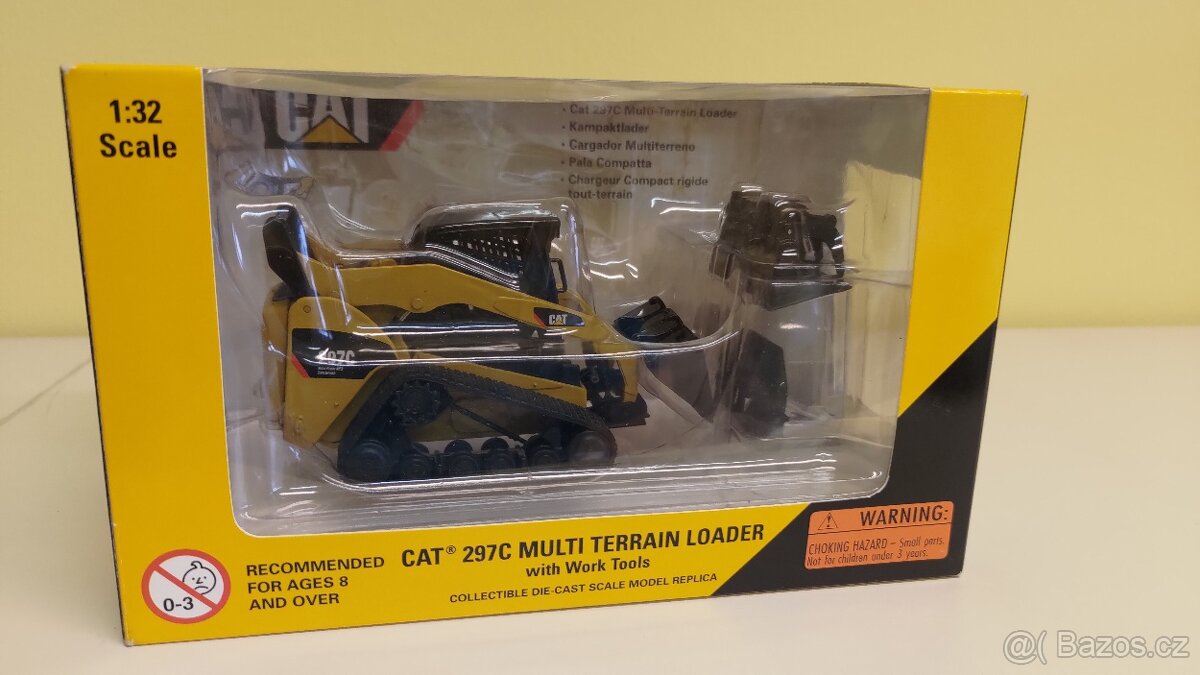 1:32
Scale
CAT
• Cat 297C Multi-Terrain Loader
• Kampaktlader
• Cargador Multiterreno
• Pala Compatta
• Chargeur Compact rigide
tout-terrain
CAT
297C
0-3
RECOMMENDED
FOR AGES 8
AND OVER
CAT® 297C MULTI TERRAIN LOADER
with Work Tools
COLLECTIBLE DIE-CAST SCALE MODEL REPLICA
WARNING:
CHOKING HAZARD – Small parts.
Not for children under 3 years.
@( Bazos.cz